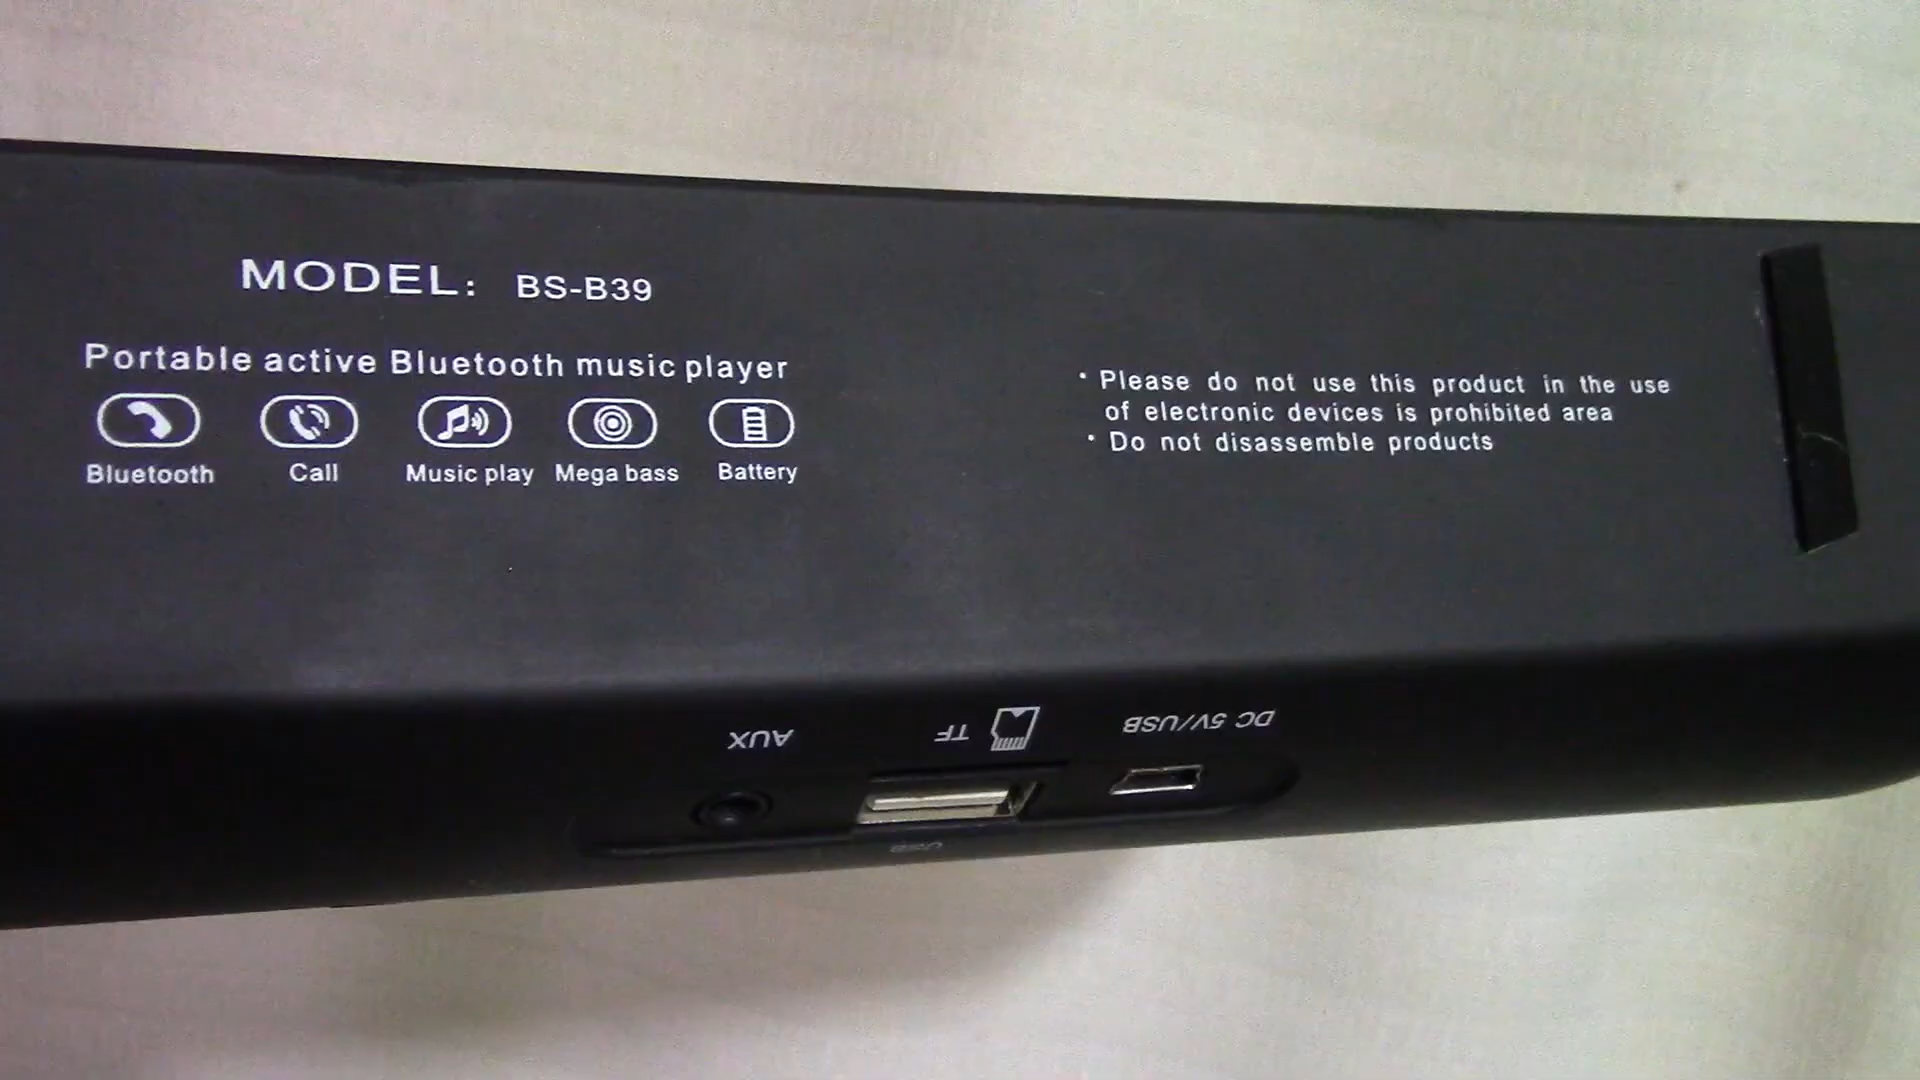 MODEL: BS-B39
Portable active Bluetooth music player
Bluetooth Call Music play Mega bass Battery
• Please do not use this product in the use
of electronic devices is prohibited area
• Do not disassemble products
AUX TF DC 5V/USB
USB